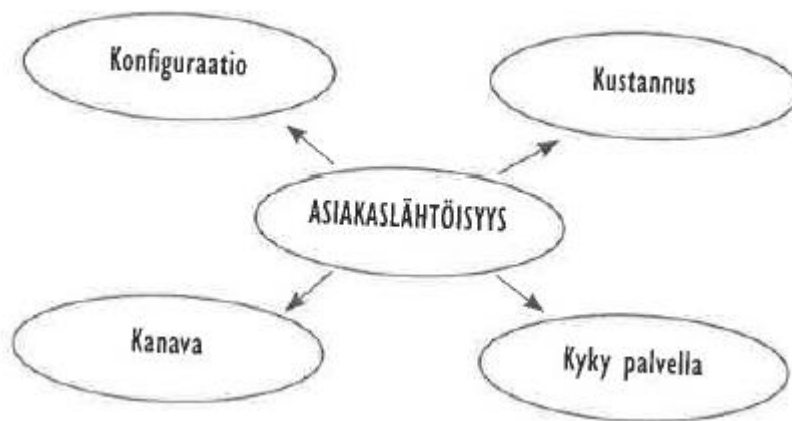 Konfiguraatio
Kustannus
ASIAKASLÄHTÖISYYS
Kanava
Kyky palvella